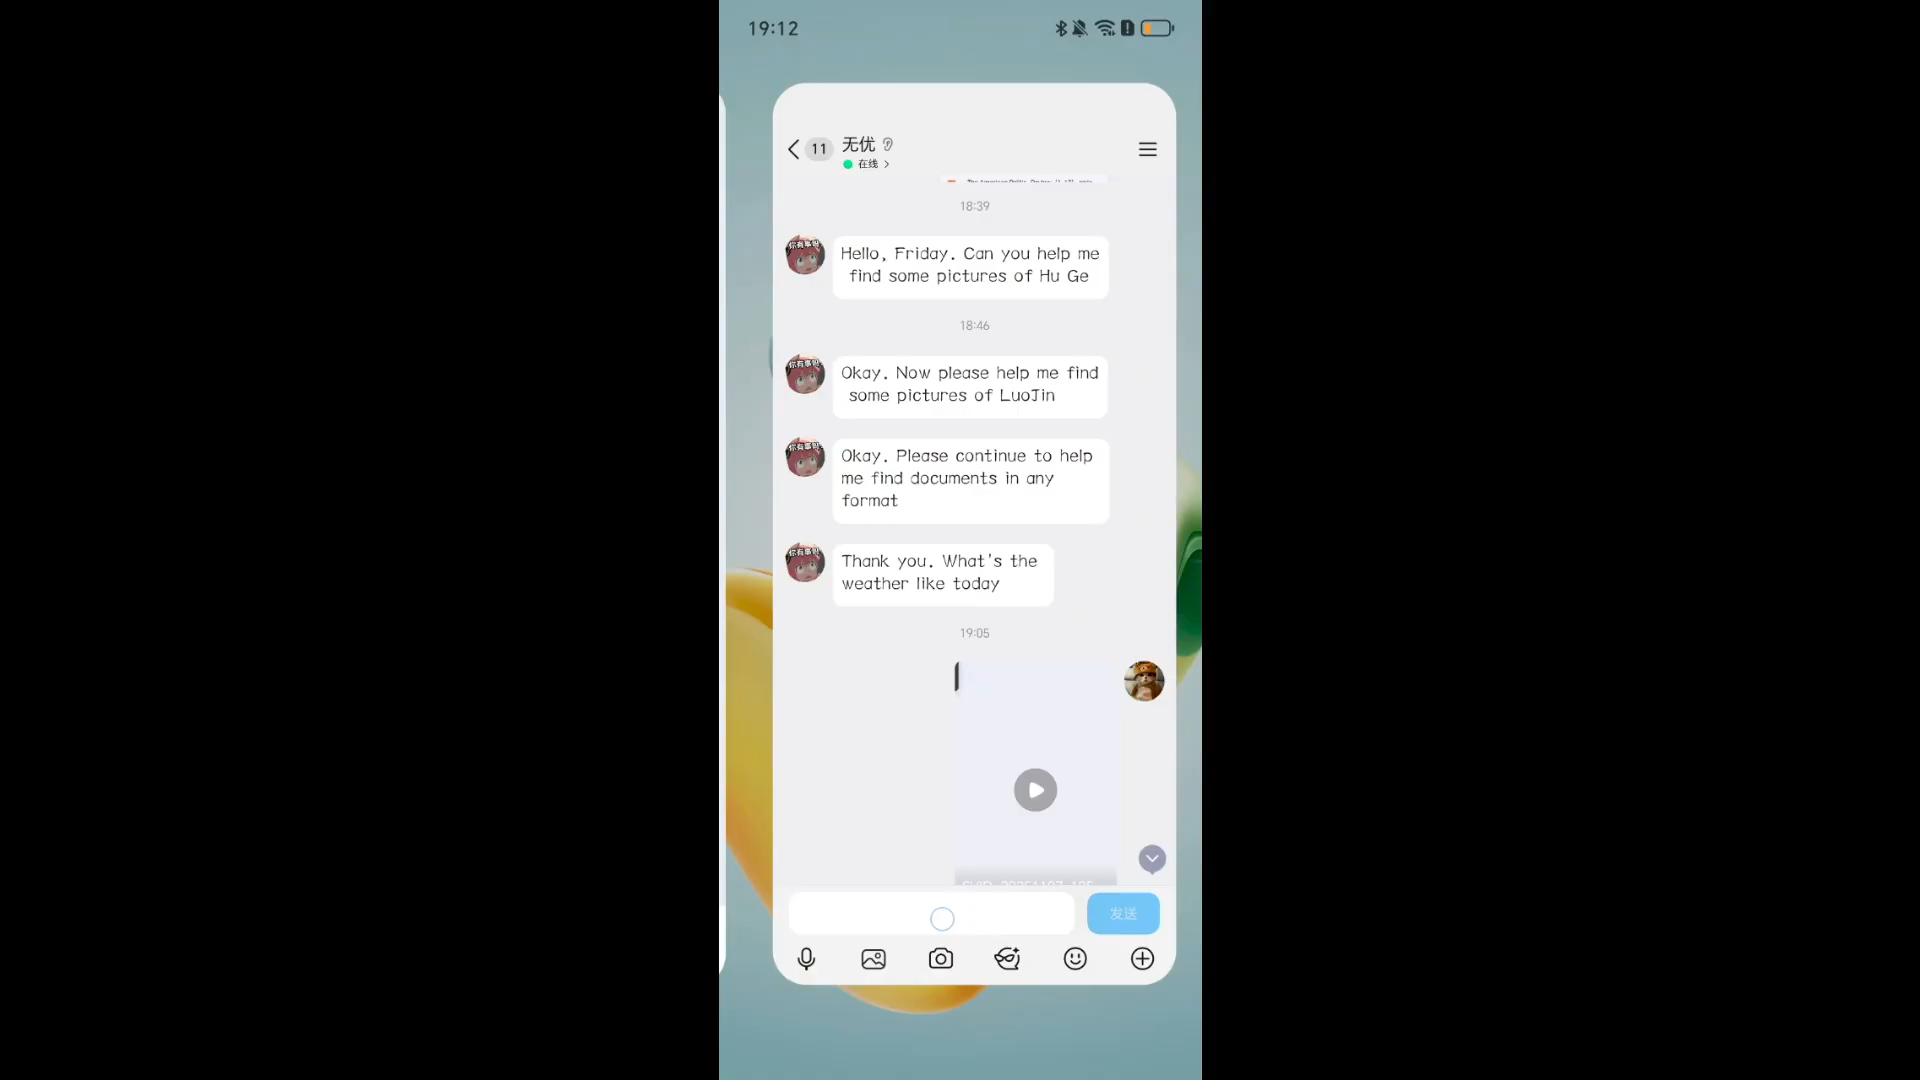 19:12
11
无优
在线
18:39
Hello, Friday. Can you help me
find some pictures of Hu Ge
18:46
Okay. Now please help me find
some pictures of LuoJin
Okay. Please continue to help
me find documents in any
format
Thank you. What's the
weather like today
19:05
发送